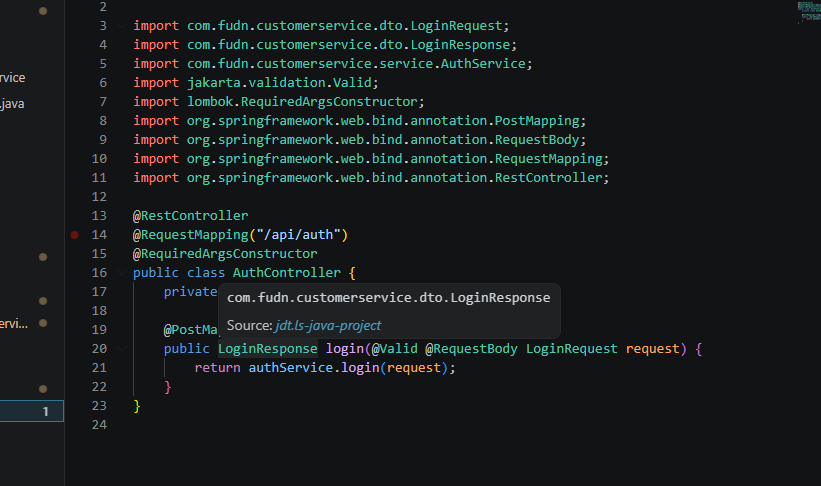 2
3 import com.fudn.customerservice.dto.LoginRequest;
4 import com.fudn.customerservice.dto.LoginResponse;
5 import com.fudn.customerservice.service.AuthService;
rvice
6 import jakarta.validation.Valid;
.java
7 import lombok.RequiredArgsConstructor;
8 import org.springframework.web.bind.annotation.PostMapping;
9 import org.springframework.web.bind.annotation.RequestBody;
10 import org.springframework.web.bind.annotation.RequestMapping;
11 import org.springframework.web.bind.annotation.RestController;
12
13 @RestController
14 @RequestMapping("/api/auth")
15 @RequiredArgsConstructor
16 public class AuthController {
17 private
com.fudn.customerservice.dto.LoginResponse
18
Source: jdt.ls-java-project
ervi...
19 @PostMa
20 public LoginResponse login(@Valid @RequestBody LoginRequest request) {
21 return authService.login(request);
22 }
23 }
1
24